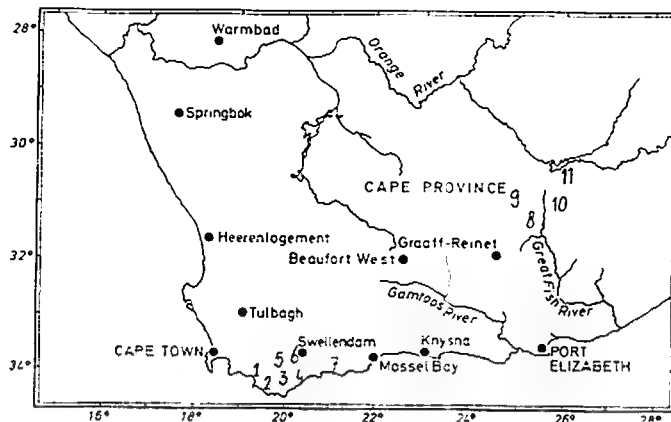 28°
Warmbad
Orange River
Springbok
30°
11
CAPE PROVINCE
9
10
8
Heerenlogement
Graaff-Reinet
Great Fish River
32°
Beaufort West
Gamtoos River
Tulbagh
CAPE TOWN
5
6
Swellendam
Knysna
PORT ELIZABETH
34°
1
2
3
4
7
Mossel Bay
16° 18° 20° 22° 24° 26° 28°